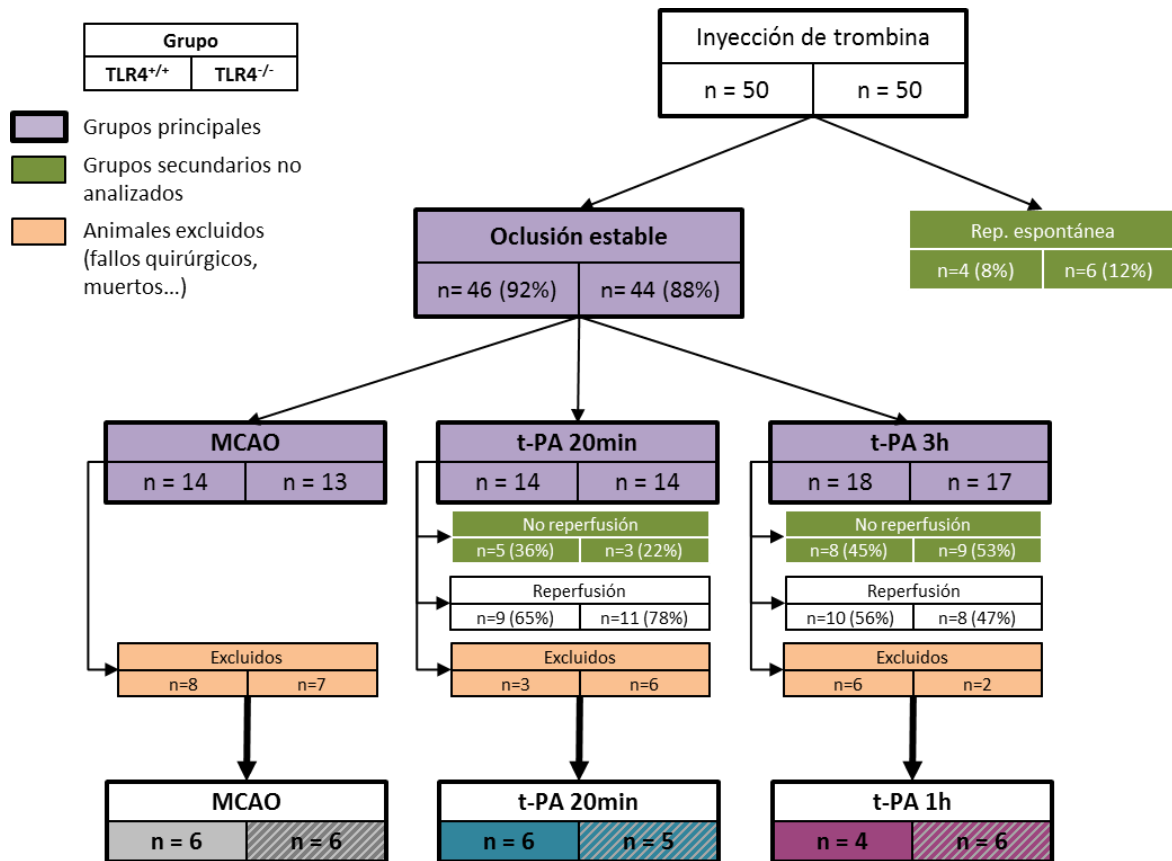 Grupo
TLR4+/+ TLR4-/-
Grupos principales
Grupos secundarios no
analizados
Animales excluidos
(fallos quirúrgicos,
muertos...)
Inyección de trombina
n = 50 n = 50
Oclusión estable
n= 46 (92%) n= 44 (88%)
Rep. espontánea
n=4 (8%) n=6 (12%)
MCAO
n = 14 n = 13
t-PA 20min
n = 14 n = 14
t-PA 3h
n = 18 n = 17
No reperfusión
n=5 (36%) n=3 (22%)
No reperfusión
n=8 (45%) n=9 (53%)
Reperfusión
n=9 (65%) n=11 (78%)
Reperfusión
n=10 (56%) n=8 (47%)
Excluidos
n=8 n=7
Excluidos
n=3 n=6
Excluidos
n=6 n=2
MCAO
n = 6 n = 6
t-PA 20min
n = 6 n = 5
t-PA 1h
n = 4 n = 6